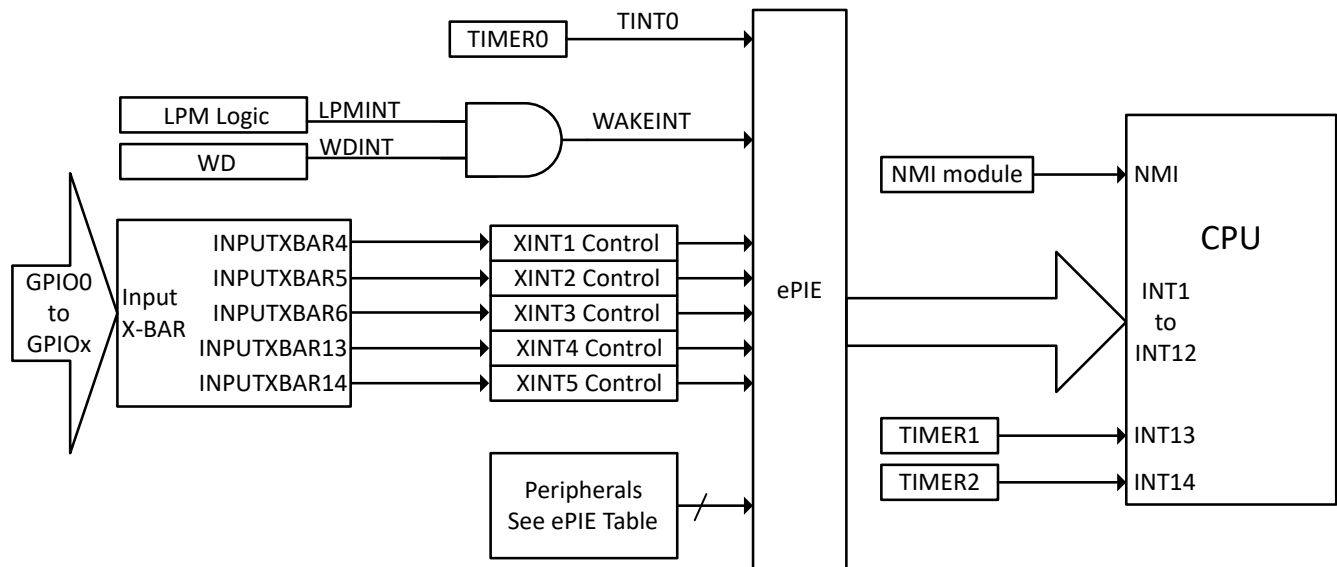 TINT0
TIMER0
LPM Logic
LPMINT
WAKEINT
WD
WDINT
NMI module
NMI
CPU
GPIO0
to
GPIOx
Input
X-BAR
INPUTXBAR4
INPUTXBAR5
INPUTXBAR6
INPUTXBAR13
INPUTXBAR14
XINT1 Control
XINT2 Control
XINT3 Control
XINT4 Control
XINT5 Control
ePIE
INT1
to
INT12
TIMER1
INT13
TIMER2
INT14
Peripherals
See ePIE Table